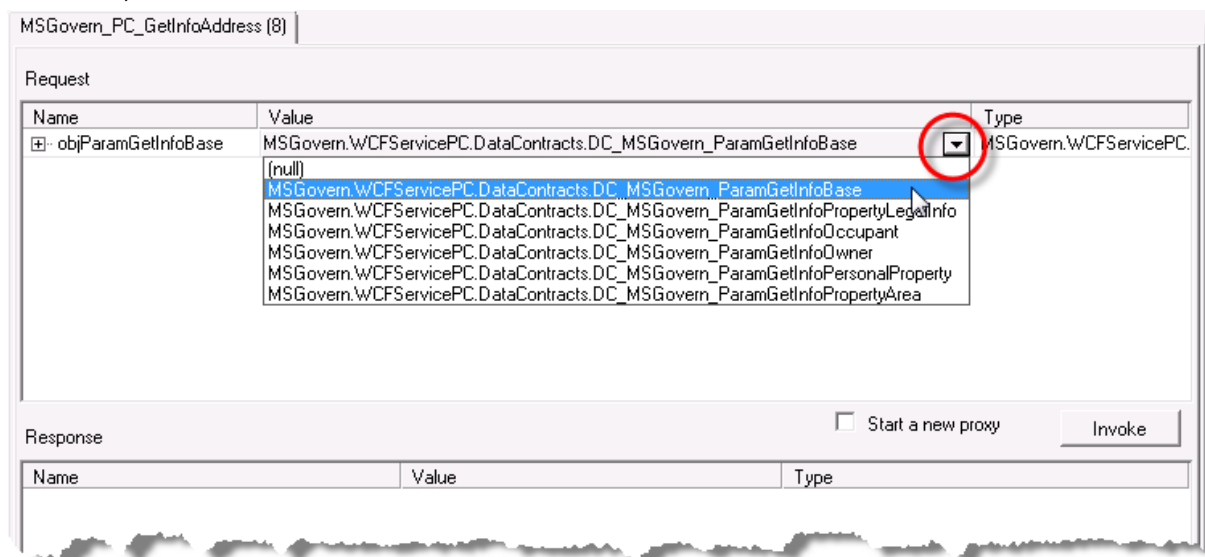 MSGovern_PC_GetInfoAddress (8)
Request
Name Value Type
objParamGetInfoBase MSGovern.WCFServicePC.DataContracts.DC_MSGovern_ParamGetInfoBase MSGovern.WCFServicePC.
(null)
MSGovern.WCFServicePC.DataContracts.DC_MSGovern_ParamGetInfoBase
MSGovern.WCFServicePC.DataContracts.DC_MSGovern_ParamGetInfoPropertyLegalInfo
MSGovern.WCFServicePC.DataContracts.DC_MSGovern_ParamGetInfoOccupant
MSGovern.WCFServicePC.DataContracts.DC_MSGovern_ParamGetInfoOwner
MSGovern.WCFServicePC.DataContracts.DC_MSGovern_ParamGetInfoPersonalProperty
MSGovern.WCFServicePC.DataContracts.DC_MSGovern_ParamGetInfoPropertyArea
Start a new proxy Invoke
Response
Name Value Type